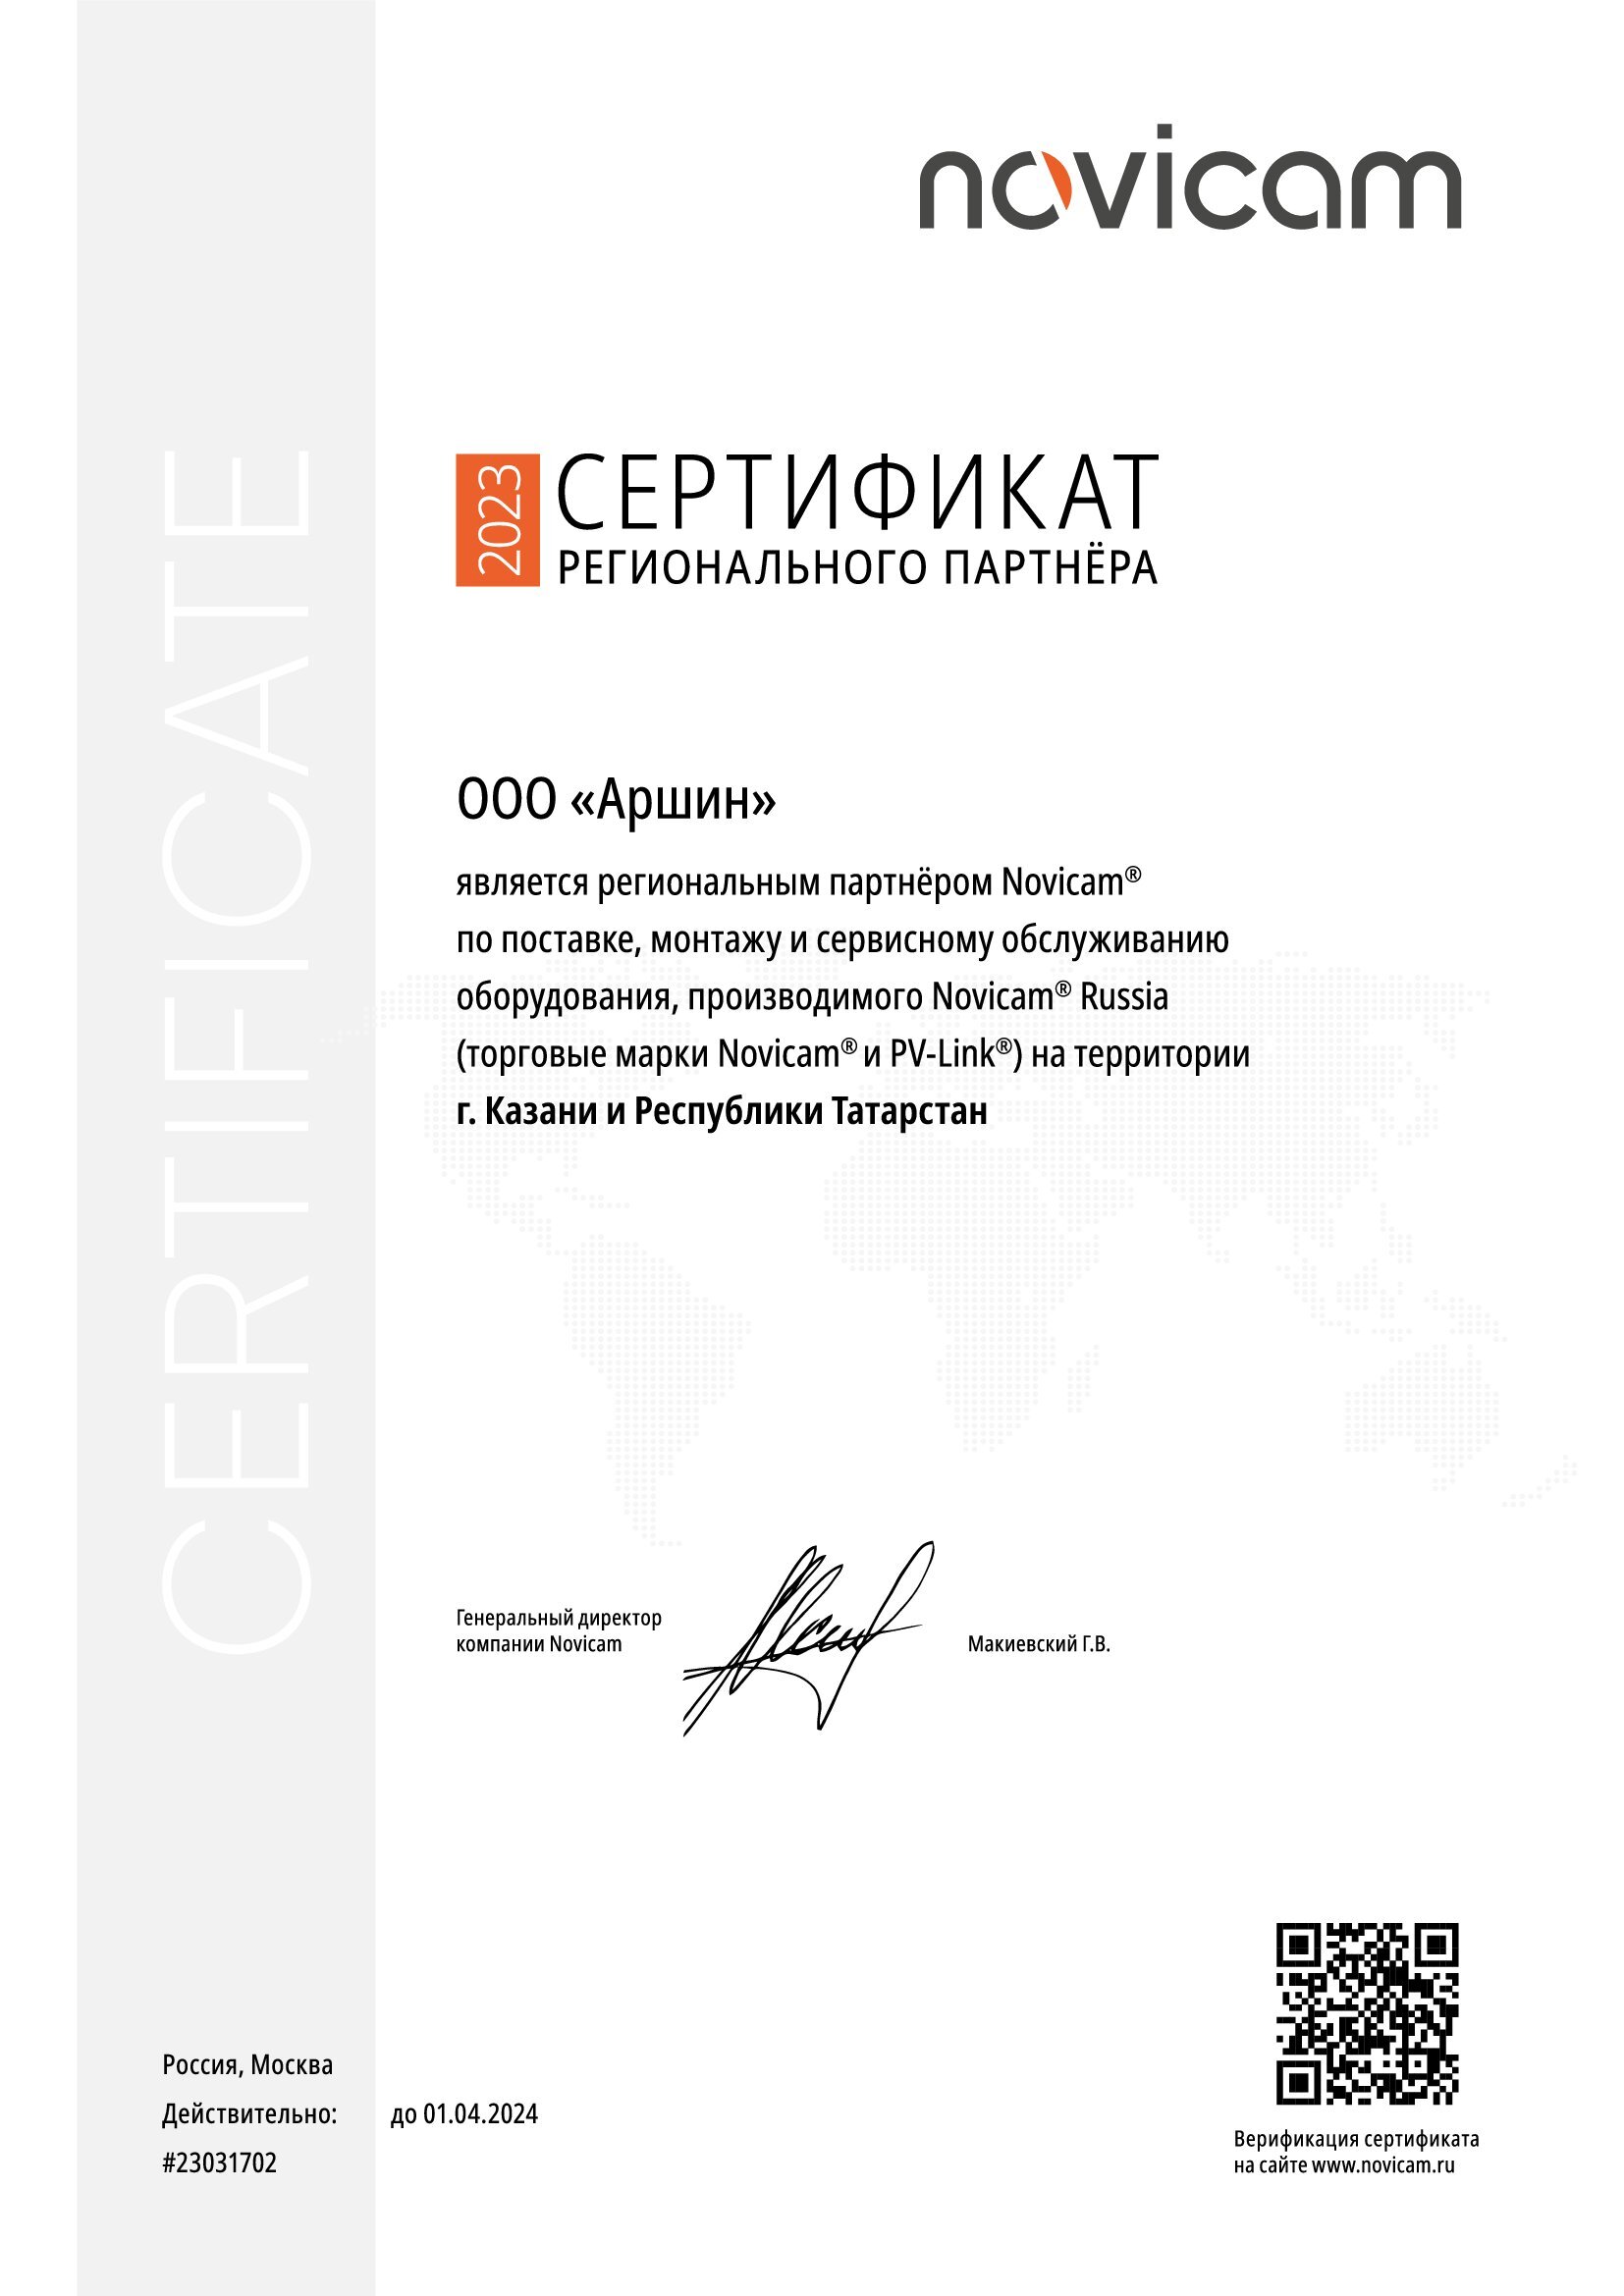 novicam
CERTIFICATE
2023
СЕРТИФИКАТ
РЕГИОНАЛЬНОГО ПАРТНЁРА
ООО «Аршин»
является региональным партнёром Novicam®
по поставке, монтажу и сервисному обслуживанию
оборудования, производимого Novicam® Russia
(торговые марки Novicam® и PV-Link®) на территории
г. Казани и Республики Татарстан
Генеральный директор
компании Novicam
Макиевский Г.В.
Россия, Москва
Действительно: до 01.04.2024
#23031702
Верификация сертификата
на сайте www.novicam.ru